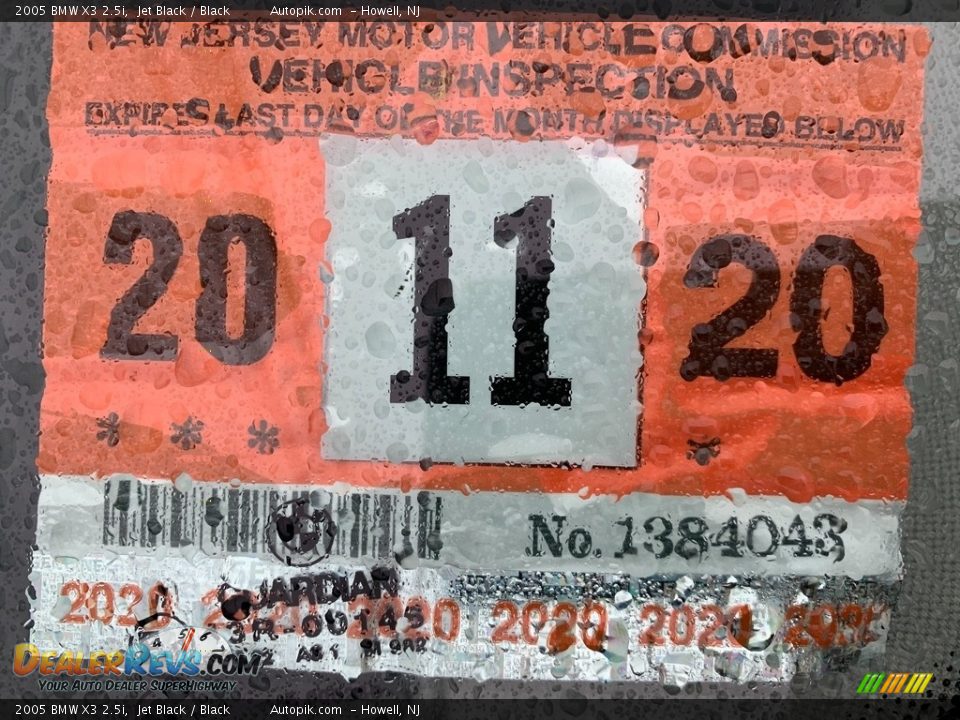 2005 BMW X3 2.5i, Jet Black / Black Autopik.com - Howell, NJ
NEW JERSEY MOTOR VEHICLE COMMISSION
VEHICLE INSPECTION
EXPIRES LAST DAY OF THE MONTH DISPLAYED BELOW
20 11 20
* * * *
No. 1384043
JARDIAN
2020 2020 2020 2020 2021
DEALERREVS.COM
YOUR AUTO DEALER SUPERHIGHWAY
2005 BMW X3 2.5i, Jet Black / Black Autopik.com - Howell, NJ